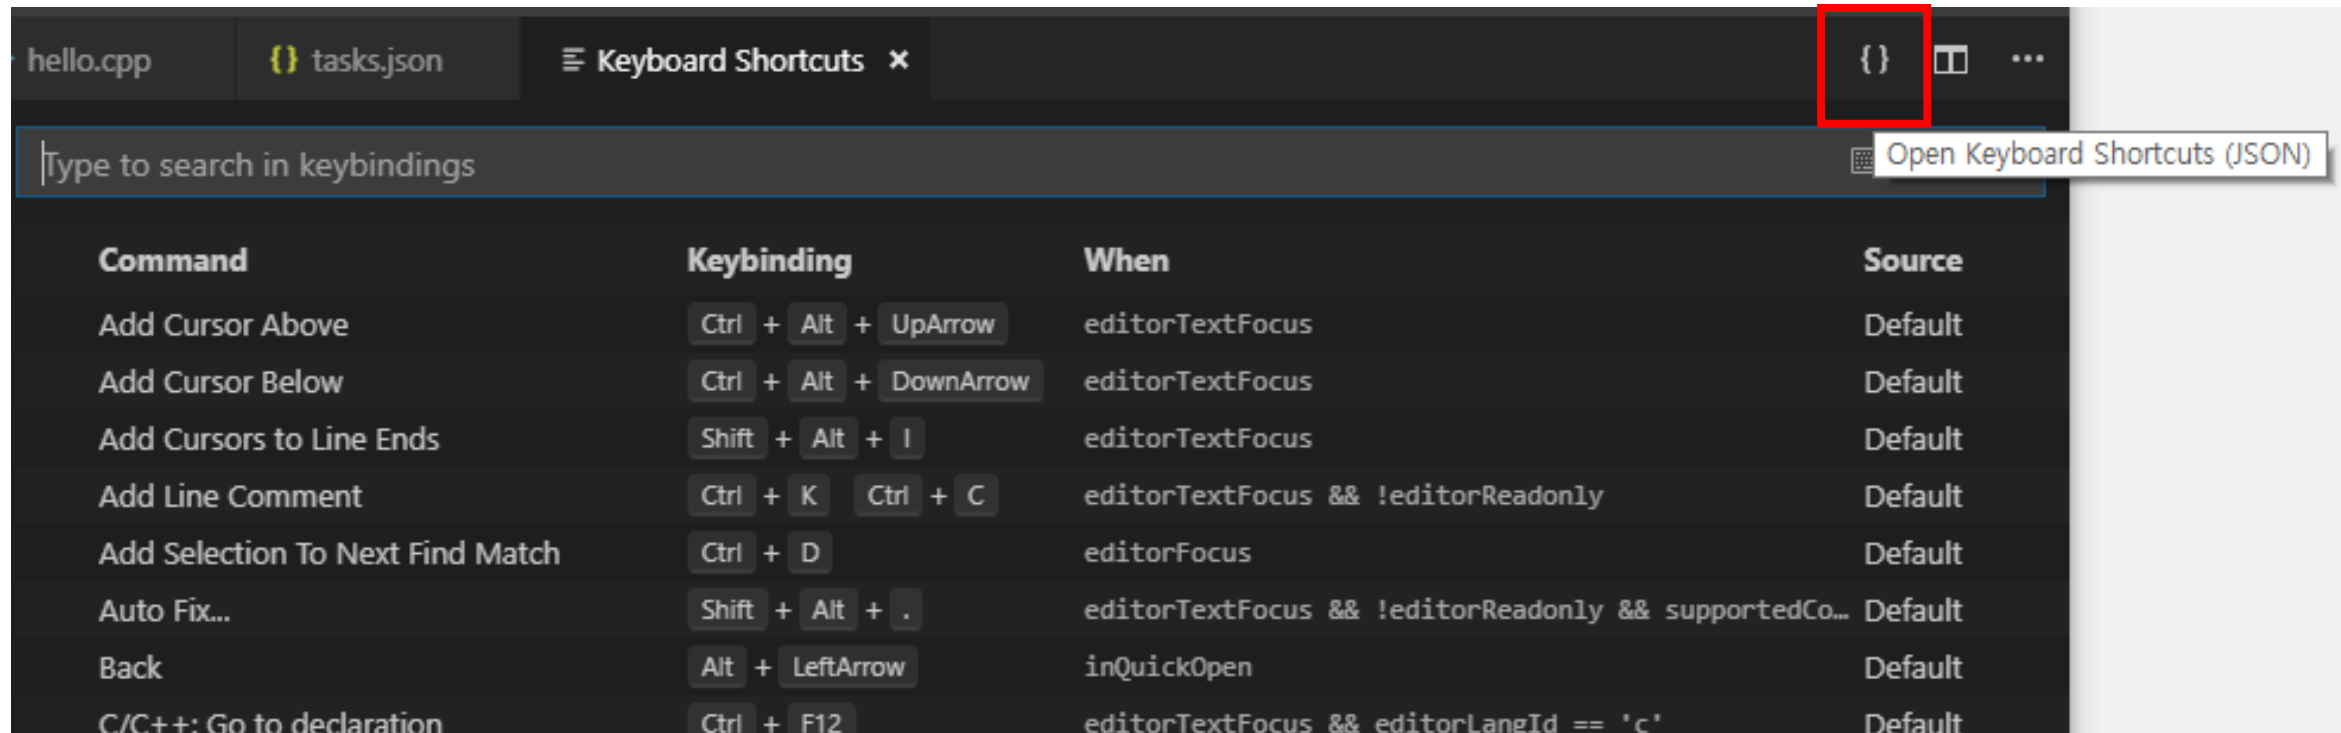 hello.cpp {} tasks.json Keyboard Shortcuts × {} ...
Type to search in keybindings
Open Keyboard Shortcuts (JSON)
Command Keybinding When Source
Add Cursor Above Ctrl + Alt + UpArrow editorTextFocus Default
Add Cursor Below Ctrl + Alt + DownArrow editorTextFocus Default
Add Cursors to Line Ends Shift + Alt + I editorTextFocus Default
Add Line Comment Ctrl + K Ctrl + C editorTextFocus && !editorReadonly Default
Add Selection To Next Find Match Ctrl + D editorFocus Default
Auto Fix... Shift + Alt + . editorTextFocus && !editorReadonly && supportedCo... Default
Back Alt + LeftArrow inQuickOpen Default
C/C++: Go to declaration Ctrl + F12 editorTextFocus && editorLangId == 'c' Default